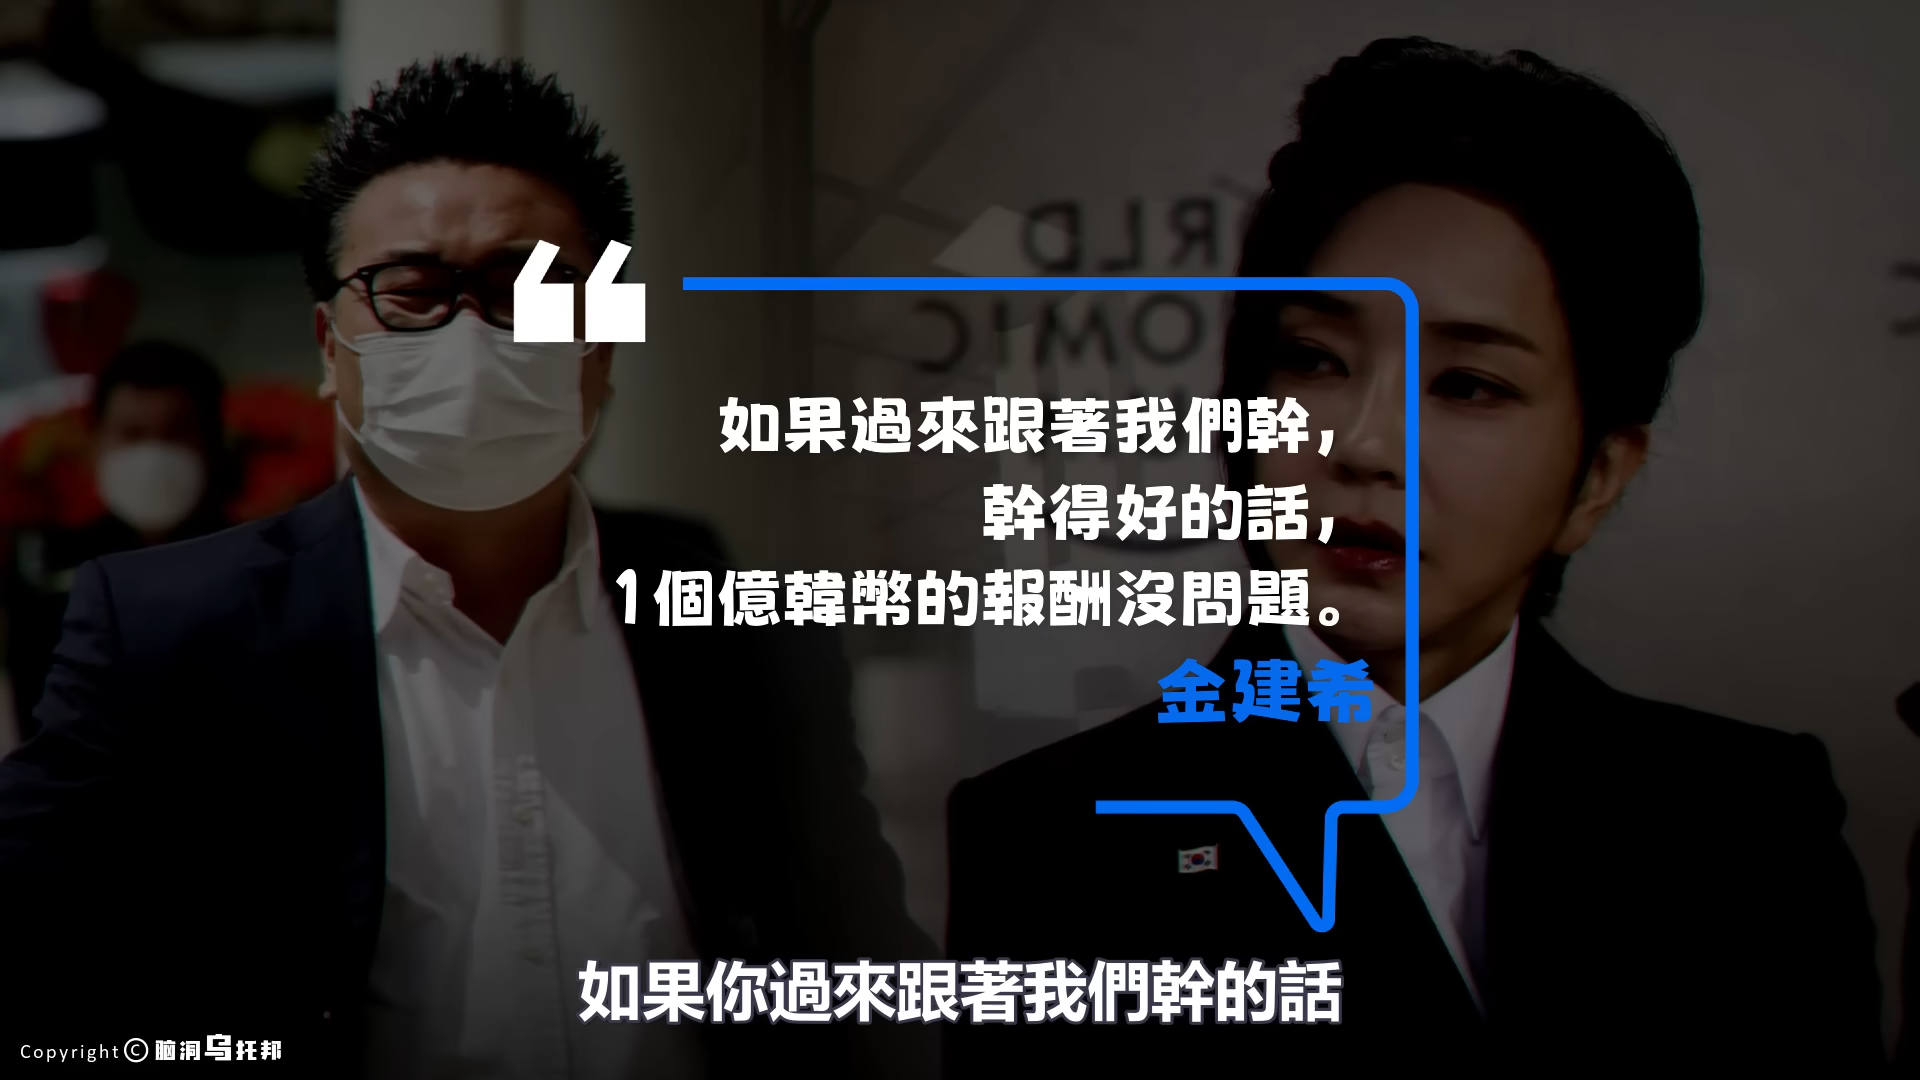 RLD
OMIC
如果過來跟著我們幹，
幹得好的話，
1個億韓幣的報酬沒問題。
金建希
如果你過來跟著我們幹的話
Copyright © 脑洞乌托邦